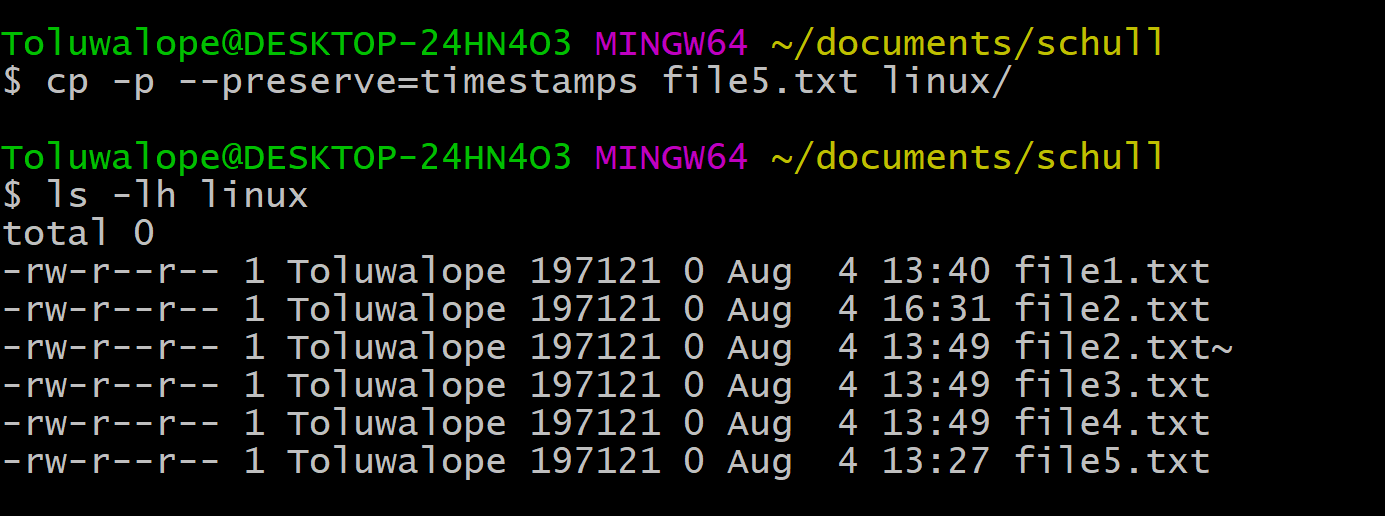 Toluwalope@DESKTOP-24HN4O3 MINGW64 ~/documents/schull
$ cp -p --preserve=timestamps file5.txt linux/
Toluwalope@DESKTOP-24HN4O3 MINGW64 ~/documents/schull
$ ls -lh linux
total 0
-rw-r--r-- 1 Toluwalope 197121 0 Aug  4 13:40 file1.txt
-rw-r--r-- 1 Toluwalope 197121 0 Aug  4 16:31 file2.txt
-rw-r--r-- 1 Toluwalope 197121 0 Aug  4 13:49 file2.txt~
-rw-r--r-- 1 Toluwalope 197121 0 Aug  4 13:49 file3.txt
-rw-r--r-- 1 Toluwalope 197121 0 Aug  4 13:49 file4.txt
-rw-r--r-- 1 Toluwalope 197121 0 Aug  4 13:27 file5.txt